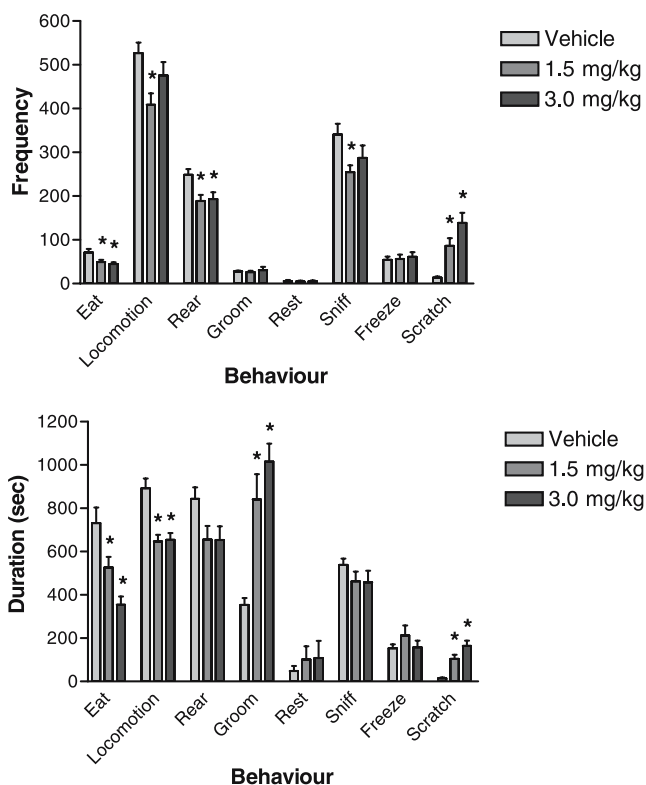 600
500
400
300
200
100
0
Frequency
* * * * * * * *
Eat
Locomotion
Rear
Groom
Rest
Sniff
Freeze
Scratch
Behaviour
Vehicle
1.5 mg/kg
3.0 mg/kg
1200
1000
800
600
400
200
0
Duration (sec)
* * * * * * * *
Eat
Locomotion
Rear
Groom
Rest
Sniff
Freeze
Scratch
Behaviour
Vehicle
1.5 mg/kg
3.0 mg/kg